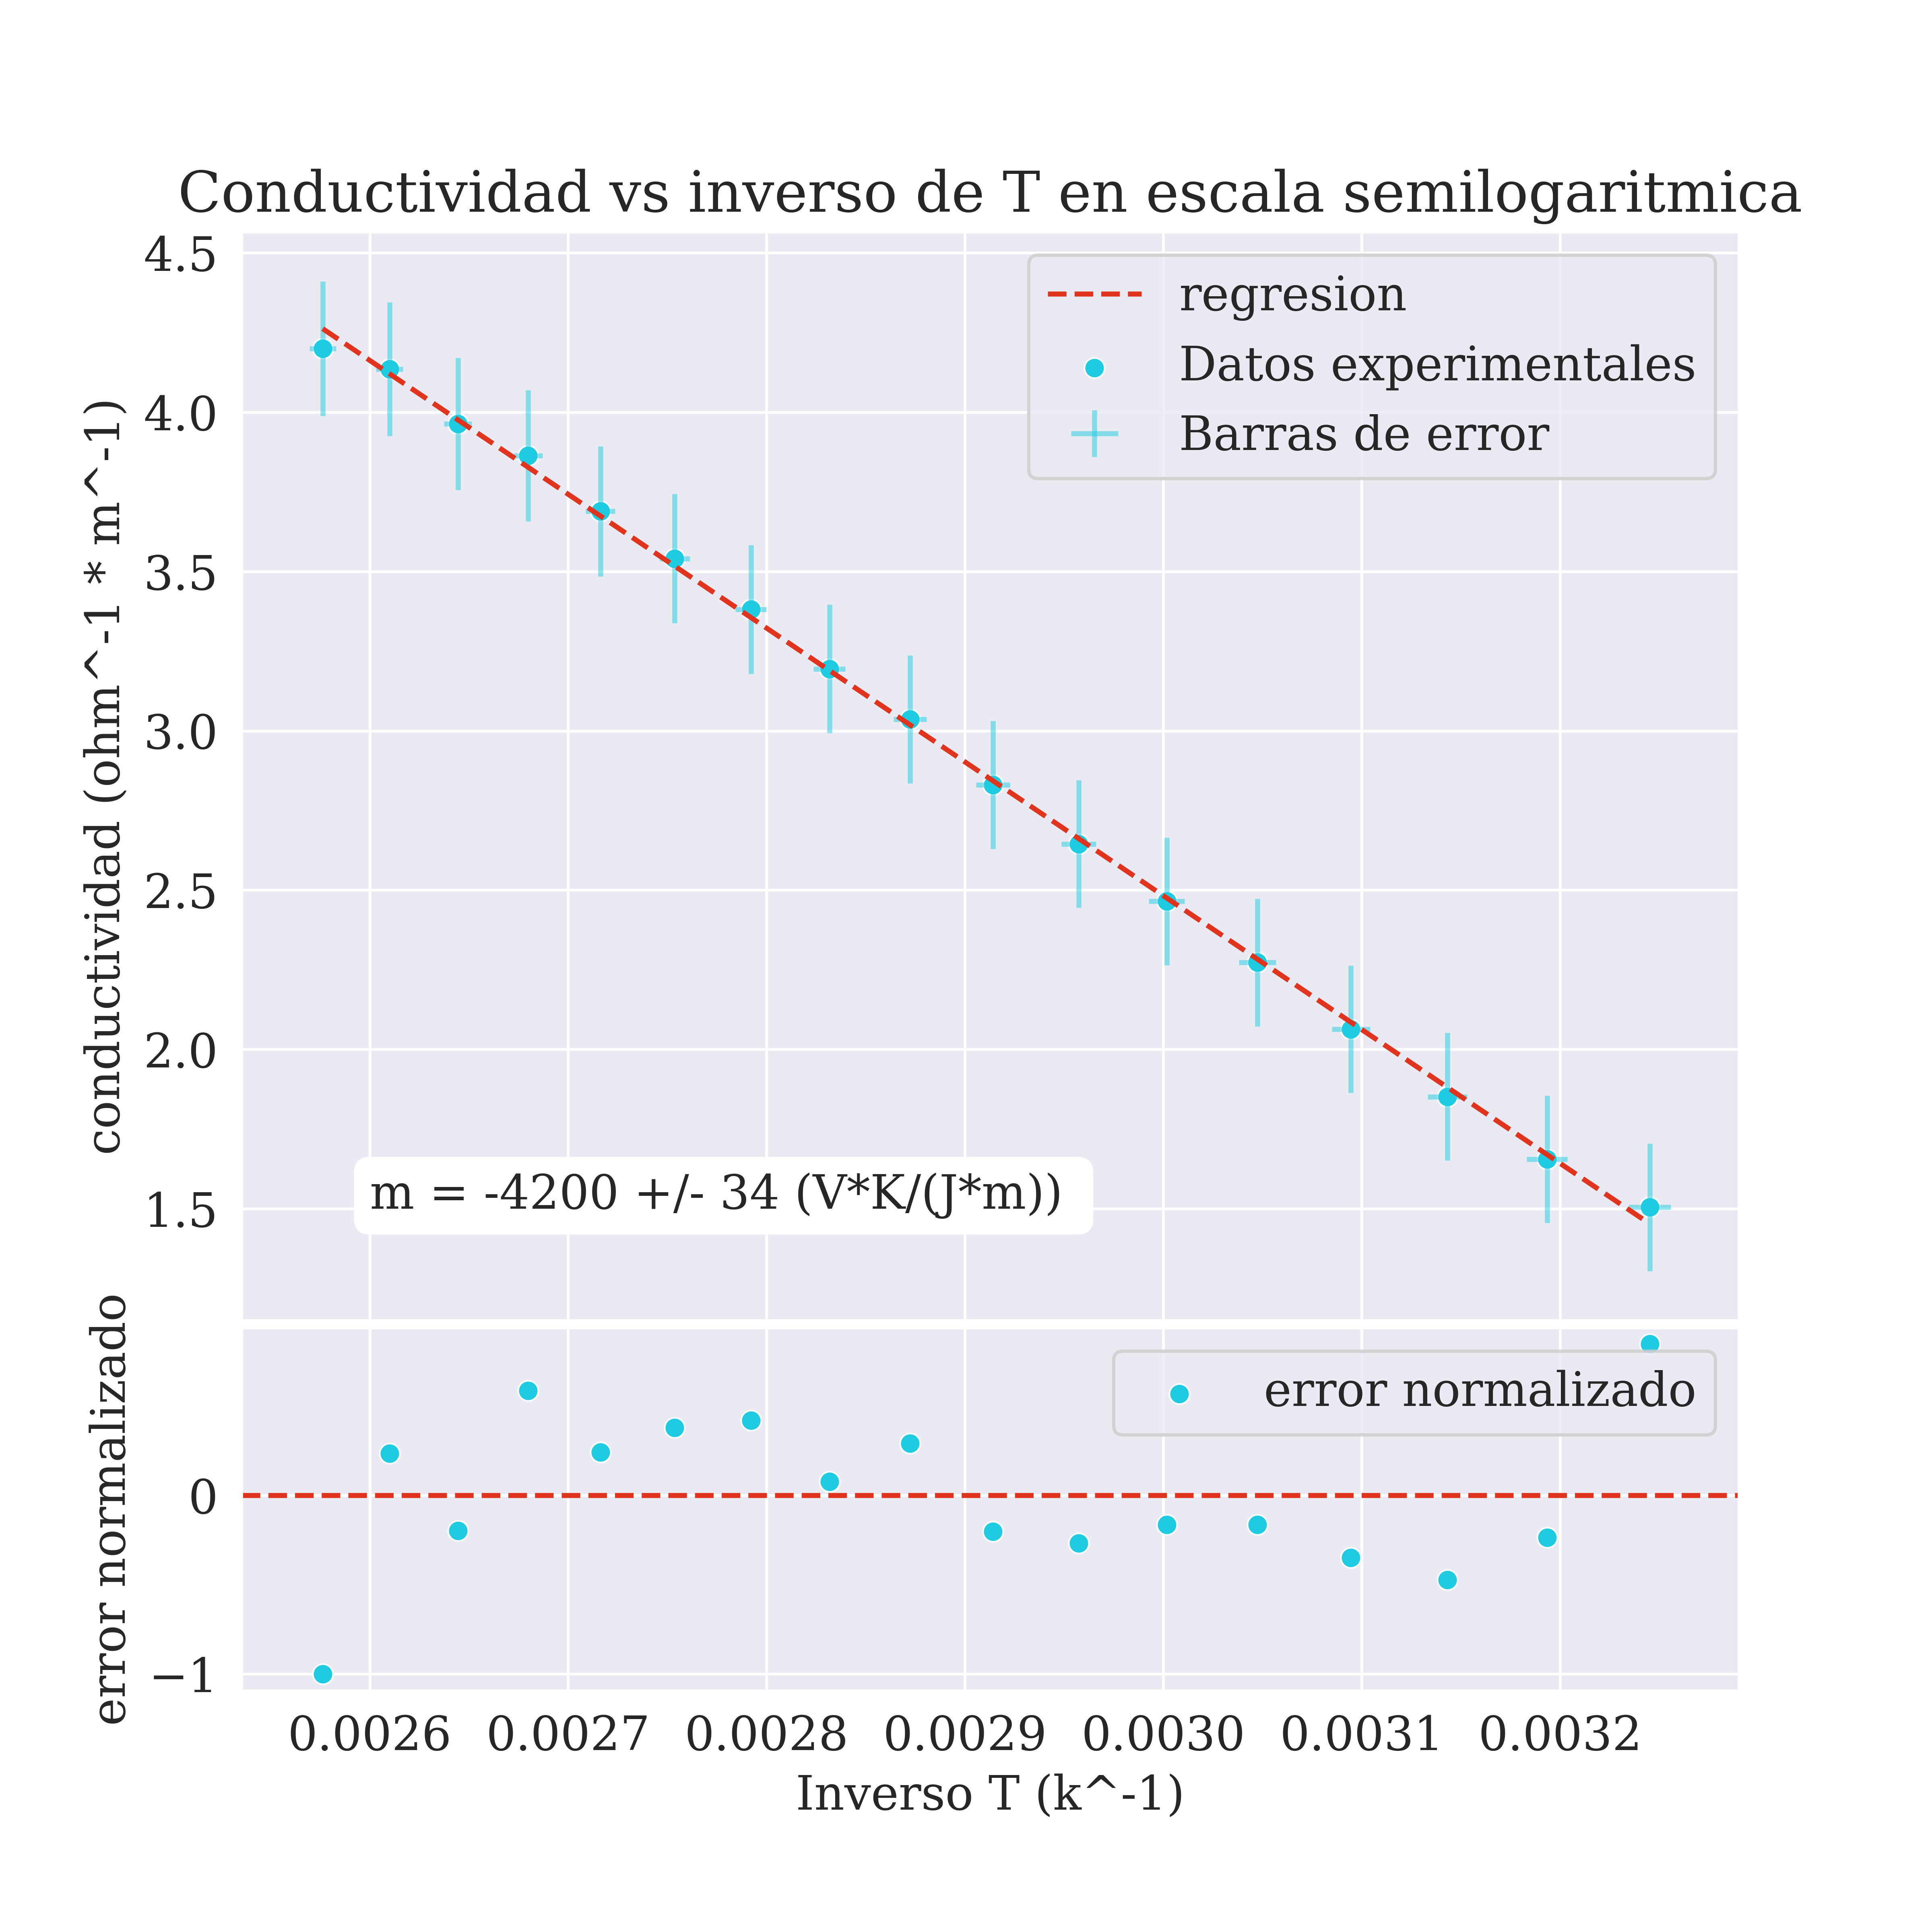 Conductividad vs inverso de T en escala semilogaritmica
4.5
4.0
3.5
3.0
2.5
2.0
1.5
conductividad (ohm^-1 * m^-1)
regresion
Datos experimentales
Barras de error
m = -4200 +/- 34 (V*K/(J*m))
error normalizado
0
−1
error normalizado
0.0026
0.0027
0.0028
0.0029
0.0030
0.0031
0.0032
Inverso T (k^-1)